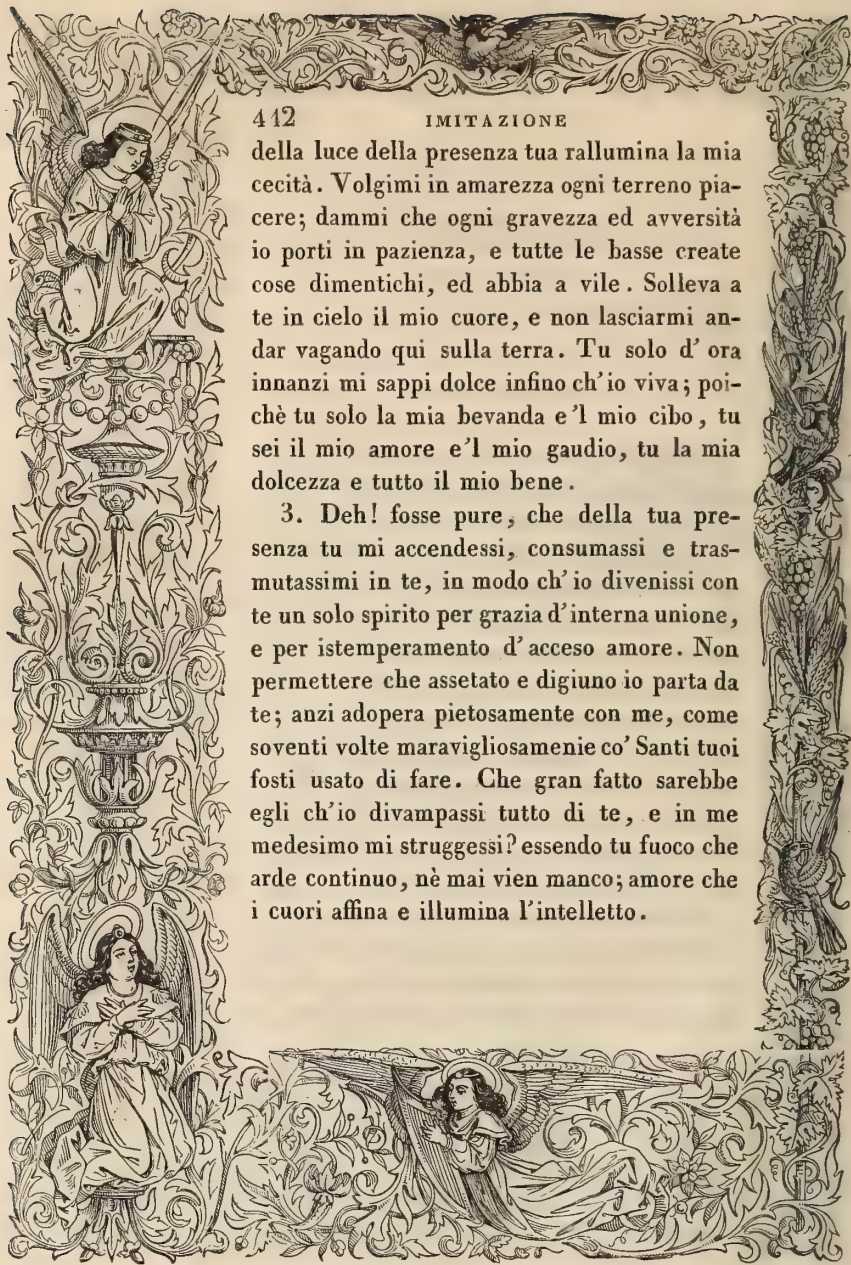 412 IMITAZIONE
della luce della presenza tua rallumina la mia
cecità. Volgimi in amarezza ogni terreno pia-
cere; dammi che ogni gravezza ed avversità
io porti in pazienza, e tutte le basse create
cose dimentichi, ed abbia a vile. Solleva a
te in cielo il mio cuore, e non lasciarmi an-
dar vagando qui sulla terra. Tu solo d'ora
innanzi mi sappi dolce infino ch'io viva; poi-
chè tu solo la mia bevanda e'l mio cibo, tu
sei il mio amore e'l mio gaudio, tu la mia
dolcezza e tutto il mio bene.
3. Deh! fosse pure, che della tua pre-
senza tu mi accendessi, consumassi e tras-
mutassimi in te, in modo ch'io divenissi con
te un solo spirito per grazia d'interna unione,
e per istemperamento d'acceso amore. Non
permettere che assetato e digiuno io parta da
te; anzi adopera pietosamente con me, come
soventi volte maravigliosamenie co' Santi tuoi
fosti usato di fare. Che gran fatto sarebbe
egli ch'io divampassi tutto di te, e in me
medesimo mi struggessi? essendo tu fuoco che
arde continuo, nè mai vien manco; amore che
i cuori affina e illumina l'intelletto.